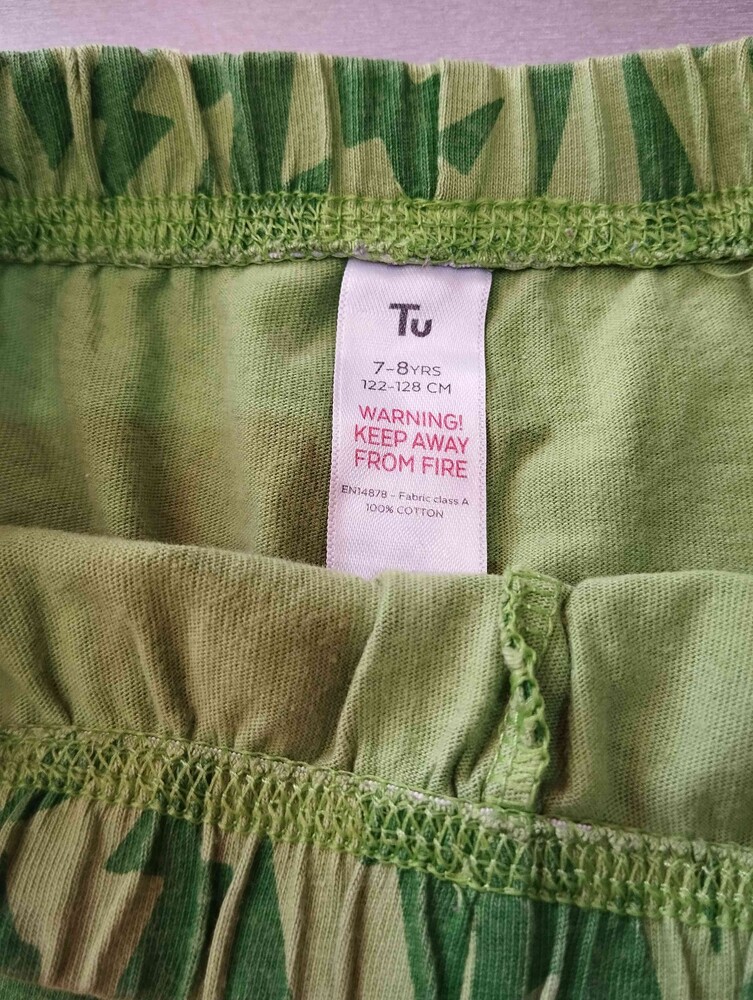 Tu
7-8YRS
122-128 CM
WARNING!
KEEP AWAY
FROM FIRE
EN14878 - Fabric class A
100% COTTON